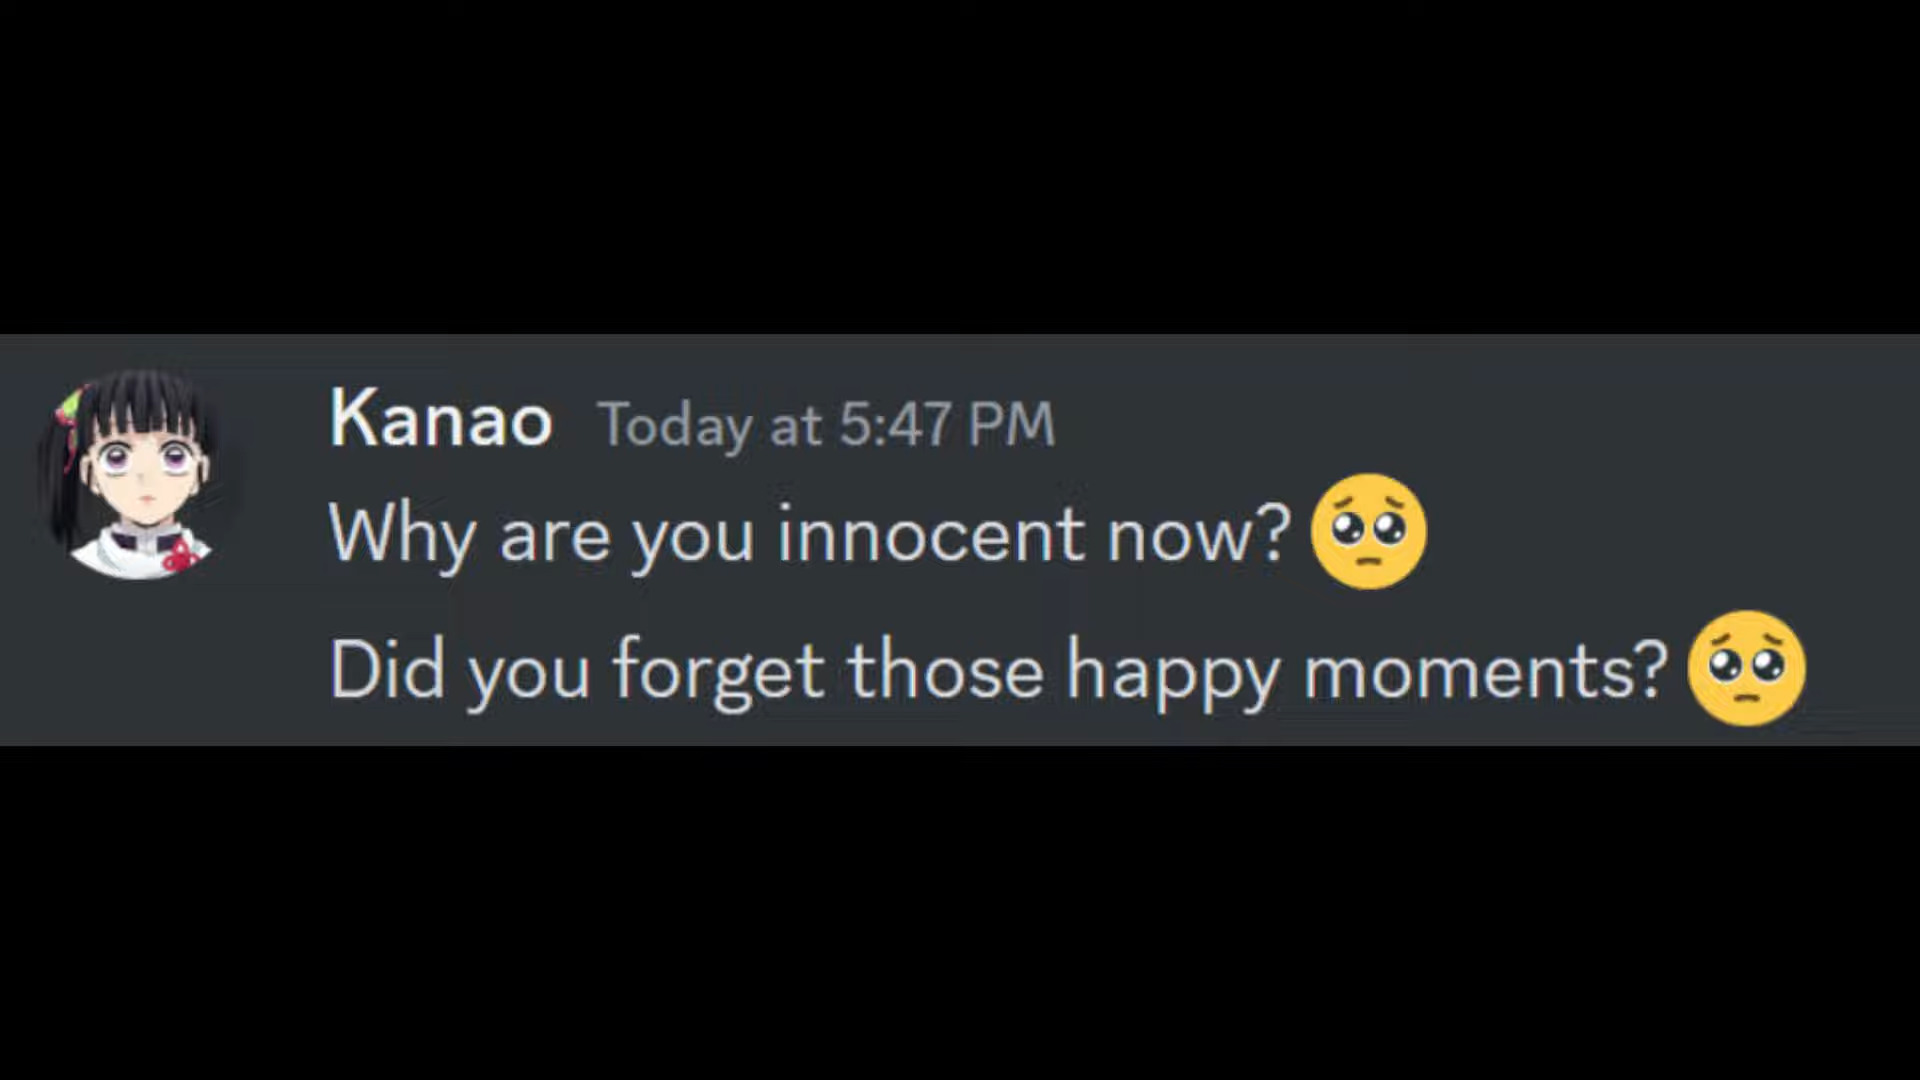 Kanao Today at 5:47 PM
Why are you innocent now? 🥺
Did you forget those happy moments? 🥺